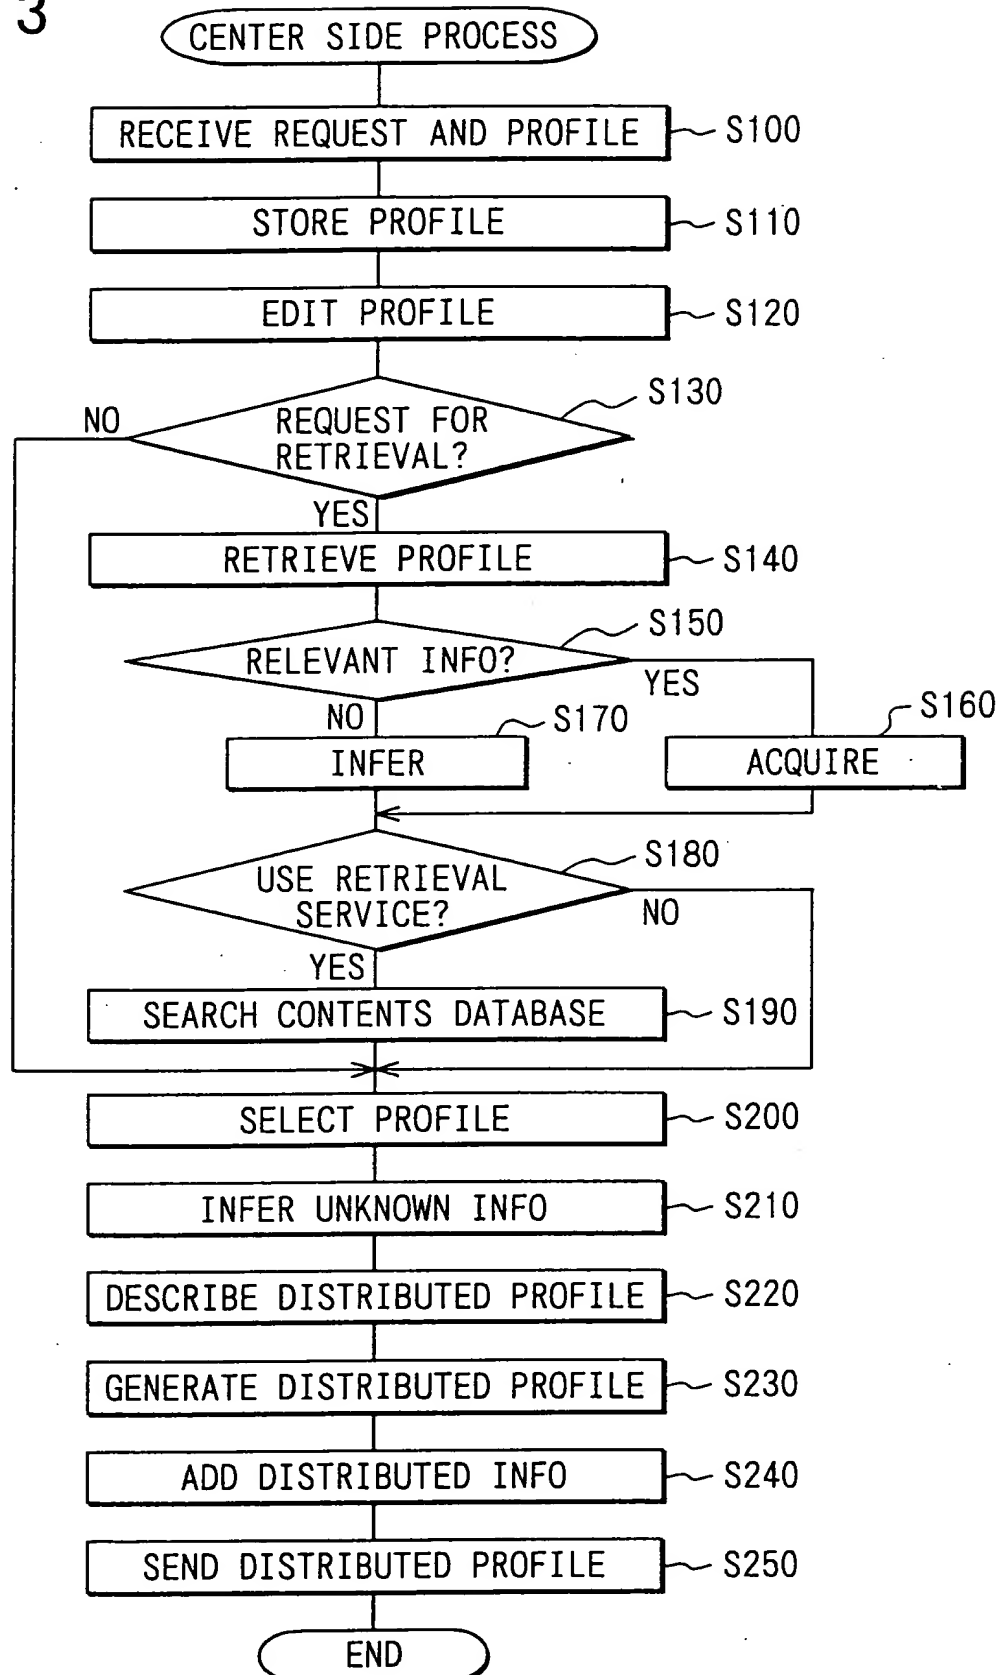 3
CENTER SIDE PROCESS
RECEIVE REQUEST AND PROFILE
S100
STORE PROFILE
S110
EDIT PROFILE
S120
S130
NO
REQUEST FOR
RETRIEVAL?
YES
RETRIEVE PROFILE
S140
S150
RELEVANT INFO?
YES
NO
S170
S160
INFER
ACQUIRE
S180
USE RETRIEVAL
SERVICE?
NO
YES
SEARCH CONTENTS DATABASE
S190
SELECT PROFILE
S200
INFER UNKNOWN INFO
S210
DESCRIBE DISTRIBUTED PROFILE
S220
GENERATE DISTRIBUTED PROFILE
S230
ADD DISTRIBUTED INFO
S240
SEND DISTRIBUTED PROFILE
S250
END